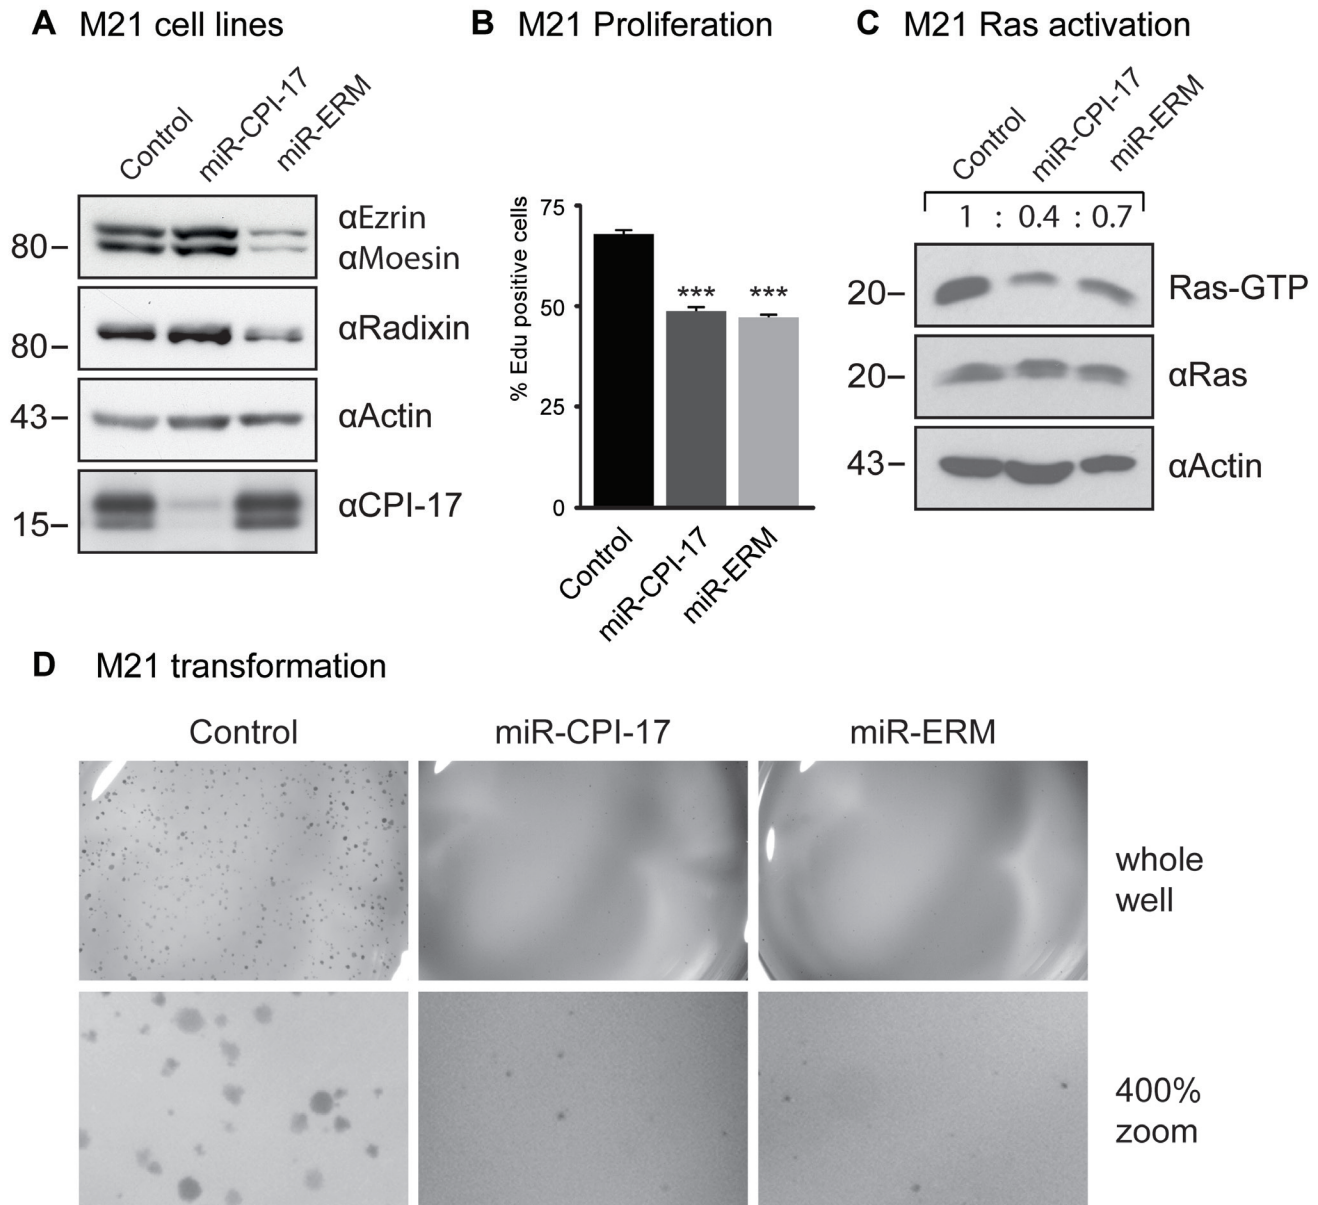 A M21 cell lines
Control
miR-CPI-17
miR-ERM
80
αEzrin
αMoesin
80
αRadixin
43
αActin
15
αCPI-17
B M21 Proliferation
% Edu positive cells
75
50
25
0
***
***
Control
miR-CPI-17
miR-ERM
C M21 Ras activation
Control
miR-CPI-17
miR-ERM
1 : 0.4 : 0.7
20
Ras-GTP
20
αRas
43
αActin
D M21 transformation
Control
miR-CPI-17
miR-ERM
whole
well
400%
zoom